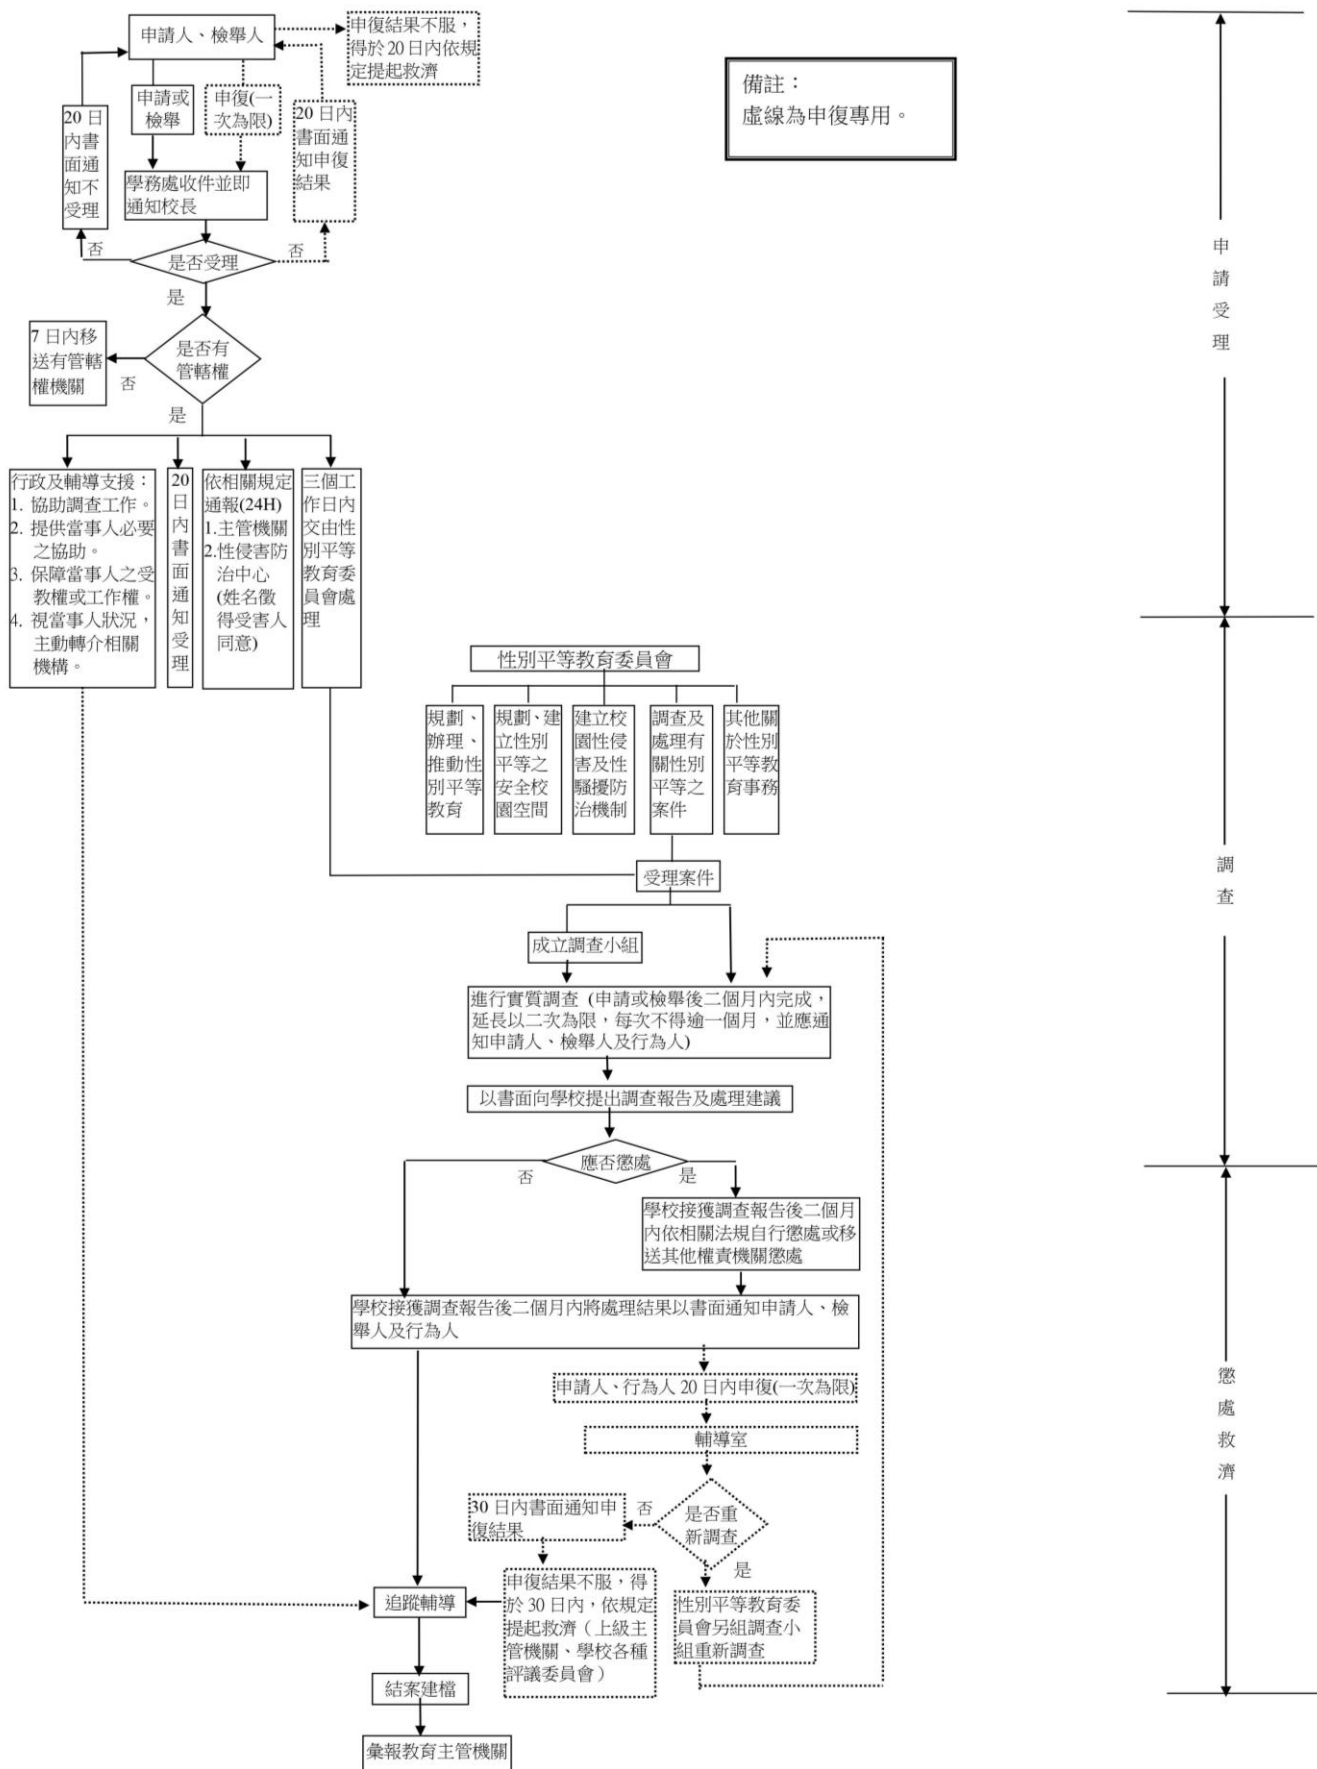 申請人、檢舉人
申復結果不服，
得於 20 日內依規
定提起救濟
備註：
虛線為申復專用。
20 日
內書
面通
知不
受理
申請或
檢舉
申復(一
次為限)
20 日內
書面通
知申復
結果
學務處收件並即
通知校長
否
是否受理
否
是
7 日內移
送有管轄
權機關
否
是否有
管轄權
是
申請受理
行政及輔導支援：
1. 協助調查工作。
2. 提供當事人必要
之協助。
3. 保障當事人之受
教權或工作權。
4. 視當事人狀況，
主動轉介相關
機構。
20
日
內
書
面
通
知
受
理
依相關規定
通報(24H)
1.主管機關
2.性侵害防
治中心
(姓名徵
得受害人
同意)
三個工
作日內
交由性
別平等
教育委
員會處
理
性別平等教育委員會
規劃、
辦理、
推動性
別平等
教育
規劃、建
立性別
平等之
安全校
園空間
建立校
園性侵
害及性
騷擾防
治機制
調查及
處理有
關性別
平等之
案件
其他關
於性別
平等教
育事務
受理案件
調查
成立調查小組
進行實質調查 (申請或檢舉後二個月內完成，
延長以二次為限，每次不得逾一個月，並應通
知申請人、檢舉人及行為人)
以書面向學校提出調查報告及處理建議
否
應否懲處
是
學校接獲調查報告後二個月
內依相關法規自行懲處或移
送其他權責機關懲處
學校接獲調查報告後二個月內將處理結果以書面通知申請人、檢
舉人及行為人
申請人、行為人 20 日內申復(一次為限)
輔導室
懲處救濟
30 日內書面通知申
復結果
否
是否重
新調查
是
申復結果不服，得
於 30 日內，依規定
提起救濟（上級主
管機關、學校各種
評議委員會）
性別平等教育委
員會另組調查小
組重新調查
追蹤輔導
結案建檔
彙報教育主管機關